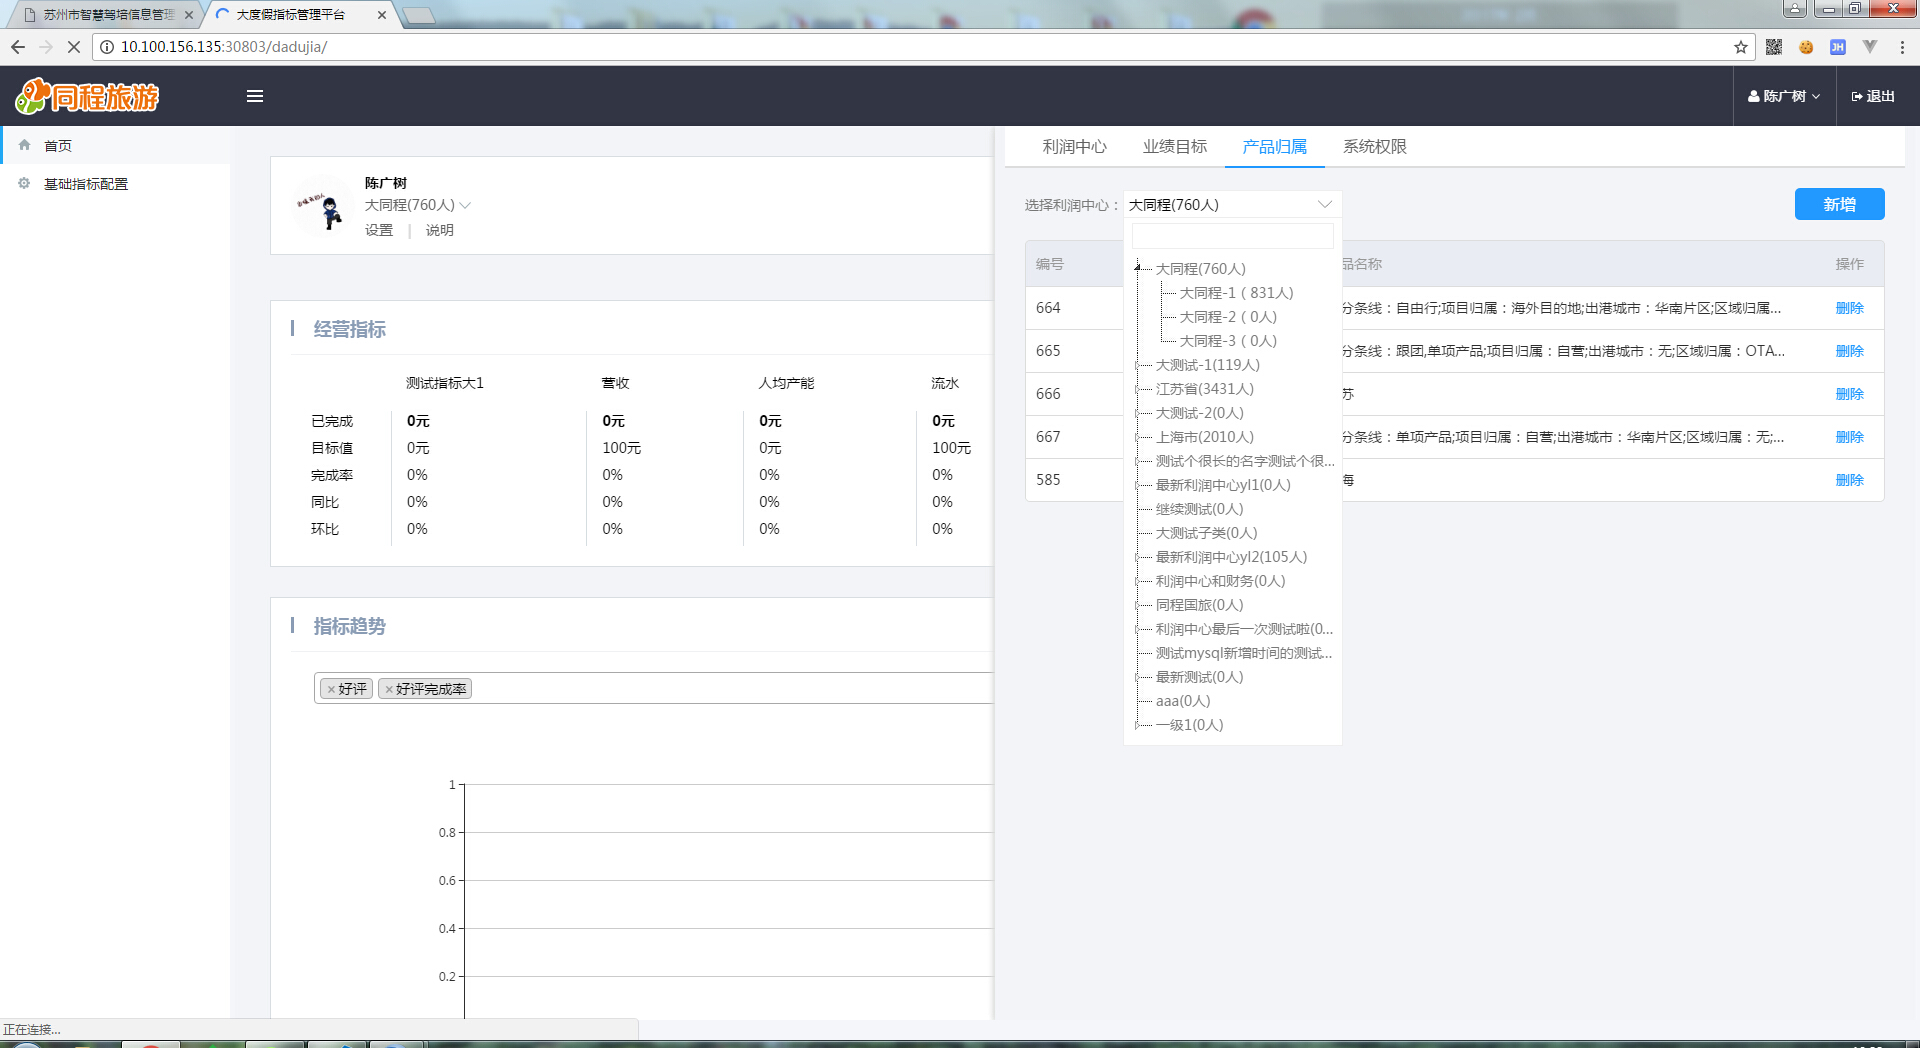 苏州市智慧驾培信息管理
大度假指标管理平台
10.100.156.135:30803/dadujia/
JH
同程旅游
陈广树
退出
首页
基础指标配置
陈广树
大同程(760人)
设置 | 说明
经营指标
测试指标大1 营收 人均产能 流水
已完成 0元 0元 0元 0元
目标值 0元 100元 0元 100元
完成率 0% 0% 0% 0%
同比 0% 0% 0% 0%
环比 0% 0% 0% 0%
指标趋势
×好评 ×好评完成率
1
0.8
0.6
0.4
0.2
利润中心 业绩目标 产品归属 系统权限
选择利润中心： 大同程(760人) 新增
编号 品名称 操作
664 分条线：自由行;项目归属：海外目的地;出港城市：华南片区;区域归属... 删除
665 分条线：跟团,单项产品;项目归属：自营;出港城市：无;区域归属：OTA... 删除
666 苏 删除
667 分条线：单项产品;项目归属：自营;出港城市：华南片区;区域归属：无;... 删除
585 海 删除
大同程(760人)
大同程-1（831人)
大同程-2（0人)
大同程-3（0人)
大测试-1(119人)
江苏省(3431人)
大测试-2(0人)
上海市(2010人)
测试个很长的名字测试个很...
最新利润中心yl1(0人)
继续测试(0人)
大测试子类(0人)
最新利润中心yl2(105人)
利润中心和财务(0人)
同程国旅(0人)
利润中心最后一次测试啦(0...
测试mysql新增时间的测试...
最新测试(0人)
aaa(0人)
一级1(0人)
正在连接...